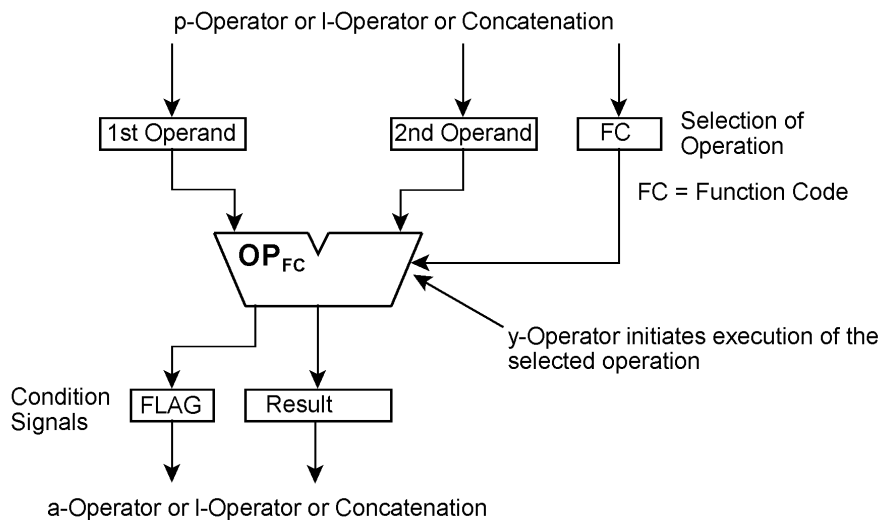 p-Operator or l-Operator or Concatenation
1st Operand
2nd Operand
FC
Selection of
Operation
FC = Function Code
OPFC
y-Operator initiates execution of the
selected operation
Condition
Signals
FLAG
Result
a-Operator or l-Operator or Concatenation